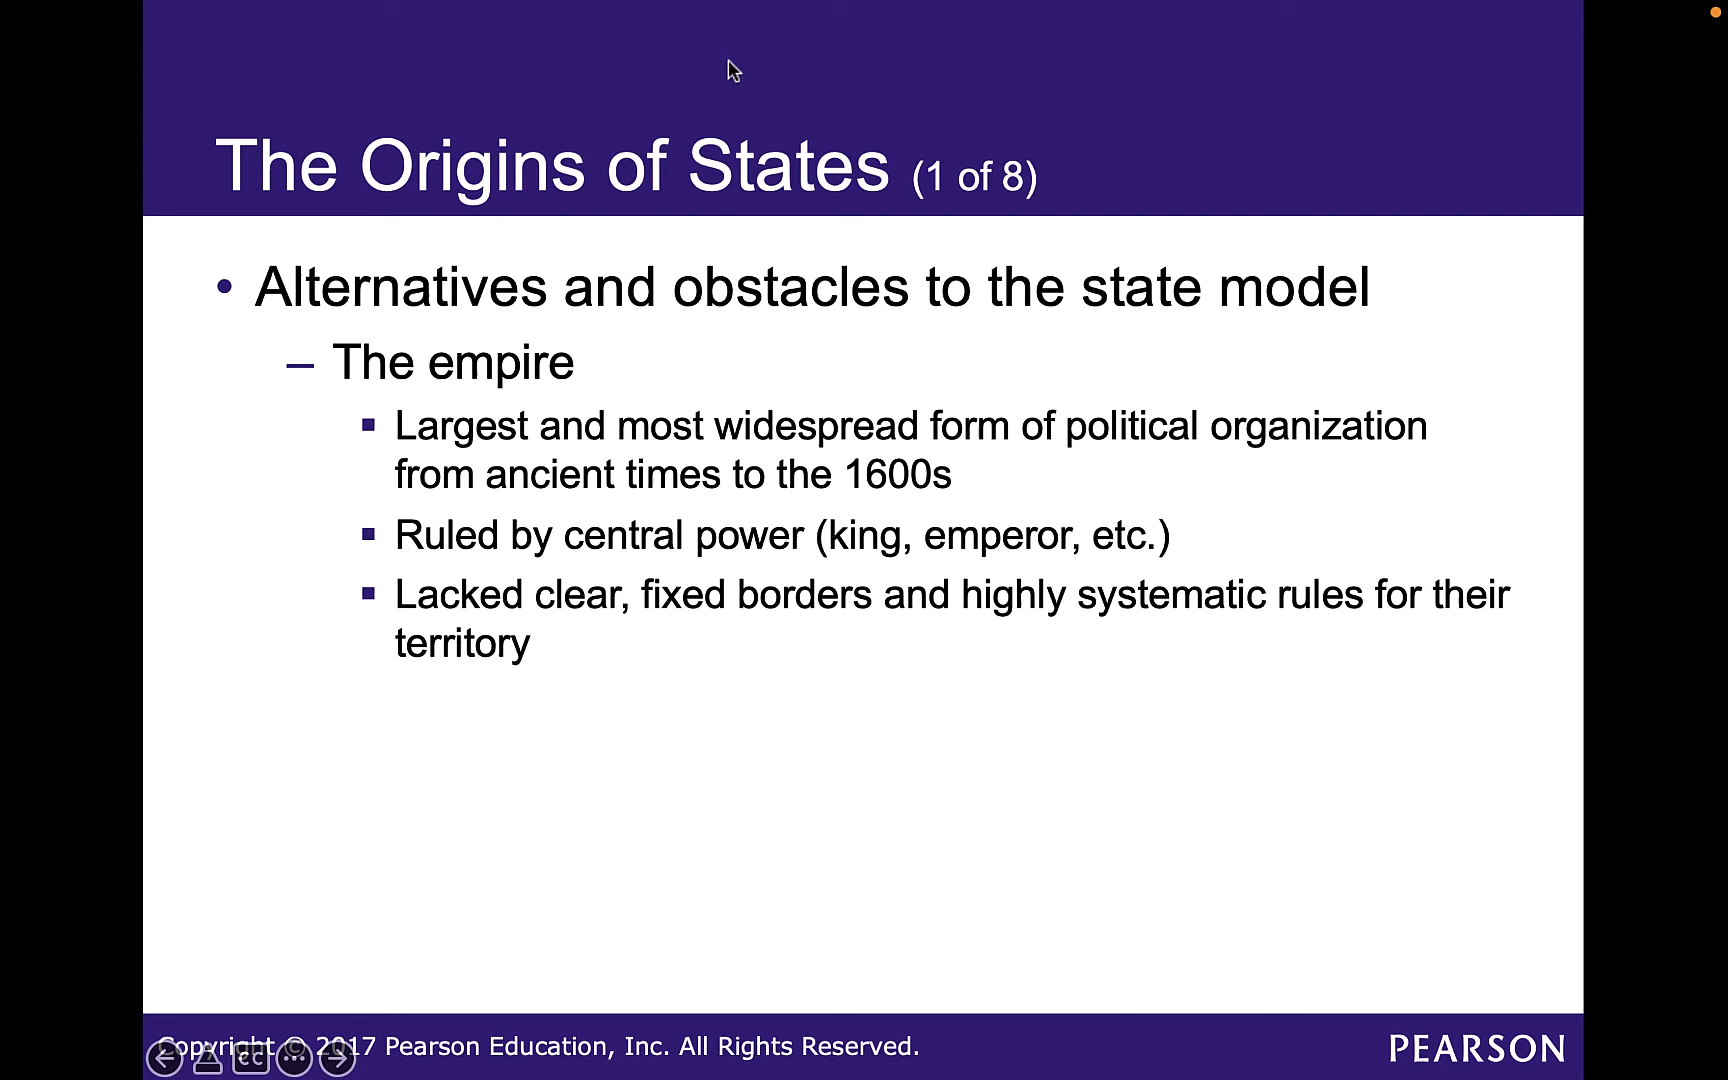 The Origins of States (1 of 8)
• Alternatives and obstacles to the state model
– The empire
▪ Largest and most widespread form of political organization
from ancient times to the 1600s
▪ Ruled by central power (king, emperor, etc.)
▪ Lacked clear, fixed borders and highly systematic rules for their
territory
Copyright © 2017 Pearson Education, Inc. All Rights Reserved.
CC
PEARSON